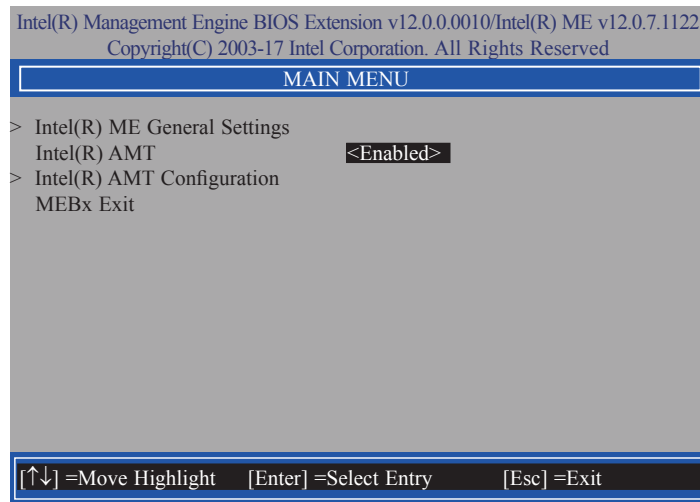 Intel(R) Management Engine BIOS Extension v12.0.0.0010/Intel(R) ME v12.0.7.1122
Copyright(C) 2003-17 Intel Corporation. All Rights Reserved
MAIN MENU
> Intel(R) ME General Settings
Intel(R) AMT <Enabled>
> Intel(R) AMT Configuration
MEBx Exit
[↑↓] =Move Highlight [Enter] =Select Entry [Esc] =Exit